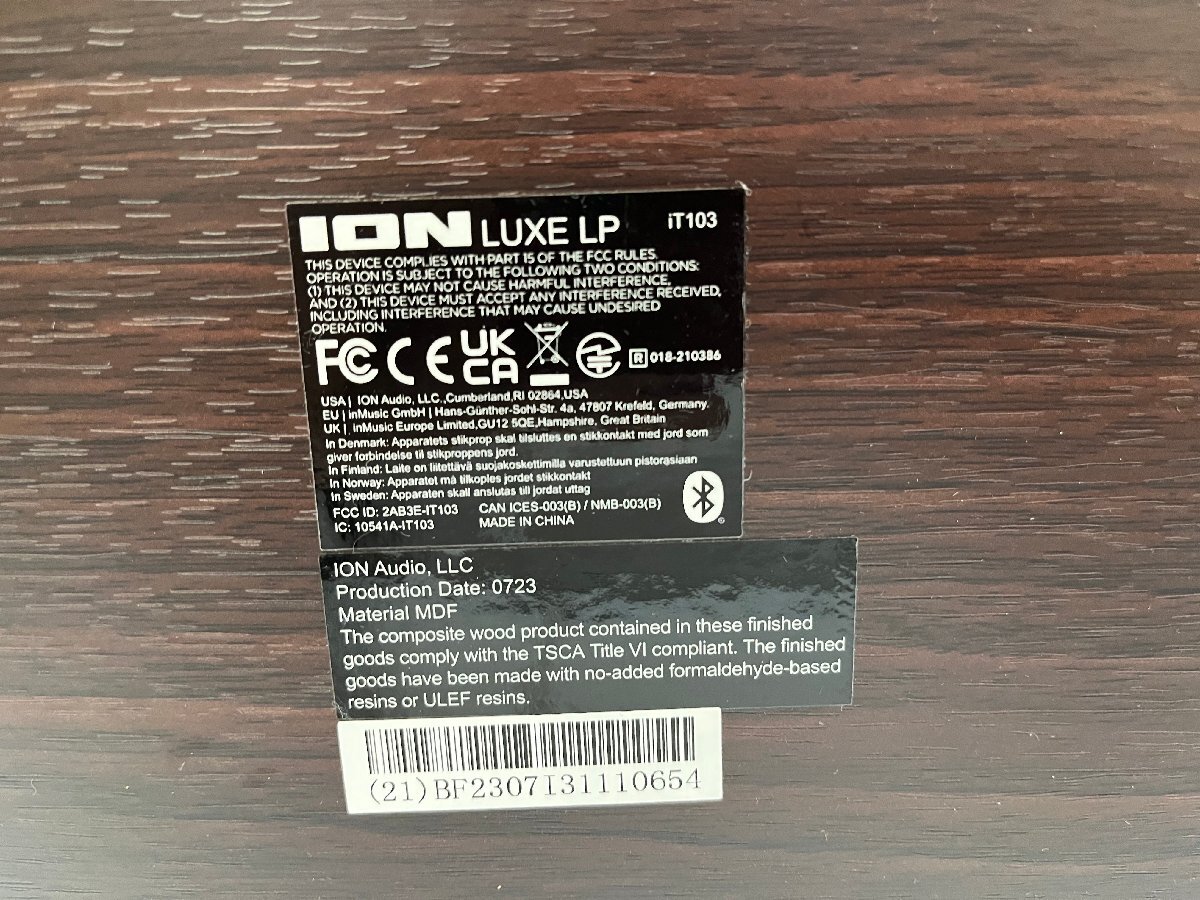 ION LUXE LP iT103
THIS DEVICE COMPLIES WITH PART 15 OF THE FCC RULES.
OPERATION IS SUBJECT TO THE FOLLOWING TWO CONDITIONS:
(1) THIS DEVICE MAY NOT CAUSE HARMFUL INTERFERENCE,
AND (2) THIS DEVICE MUST ACCEPT ANY INTERFERENCE RECEIVED,
INCLUDING INTERFERENCE THAT MAY CAUSE UNDESIRED
OPERATION.
FC CE UK CA R 018-210386
USA | ION Audio, LLC.,Cumberland,RI 02864,USA
EU | inMusic GmbH | Hans-Günther-Sohl-Str. 4a, 47807 Krefeld, Germany.
UK | inMusic Europe Limited,GU12 5QE,Hampshire, Great Britain
In Denmark: Apparatets stikprop skal tilsluttes en stikkontakt med jord som
giver forbindelse til stikproppens jord.
In Finland: Laite on liitettävä suojakoskettimilla varustettuun pistorasiaan
In Norway: Apparatet må tilkoples jordet stikkontakt
In Sweden: Apparaten skall anslutas till jordat uttag
FCC ID: 2AB3E-IT103 CAN ICES-003(B) / NMB-003(B)
IC: 10541A-IT103 MADE IN CHINA
ION Audio, LLC
Production Date: 0723
Material MDF
The composite wood product contained in these finished
goods comply with the TSCA Title VI compliant. The finished
goods have been made with no-added formaldehyde-based
resins or ULEF resins.
(21)BF2307I31110654